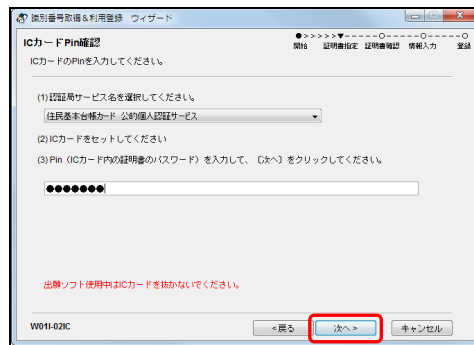 識別番号取得&利用登録 ウィザード
ICカードPin確認
開始 証明書指定 証明書確認 情報入力 登録
ICカードのPinを入力してください。
(1)認証局サービス名を選択してください。
住民基本台帳カード 公的個人認証サービス
(2)ICカードをセットしてください
(3) Pin (ICカード内の証明書のパスワード) を入力して、 [次へ] をクリックしてください。
●●●●●●●
出願ソフト使用中はICカードを抜かないでください。
W01I-02IC
<戻る
次へ >
キャンセル